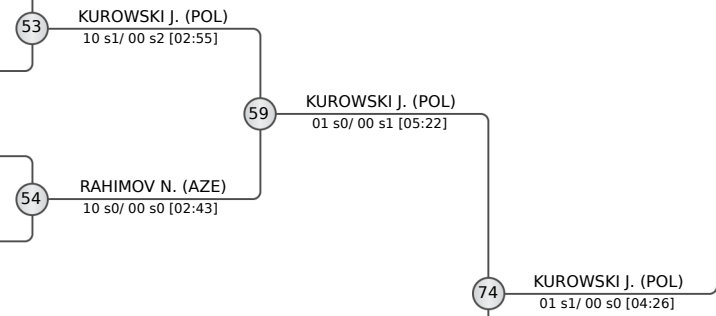 53
KUROWSKI J. (POL)
10 s1/ 00 s2 [02:55]
59
KUROWSKI J. (POL)
01 s0/ 00 s1 [05:22]
54
RAHIMOV N. (AZE)
10 s0/ 00 s0 [02:43]
74
KUROWSKI J. (POL)
01 s1/ 00 s0 [04:26]